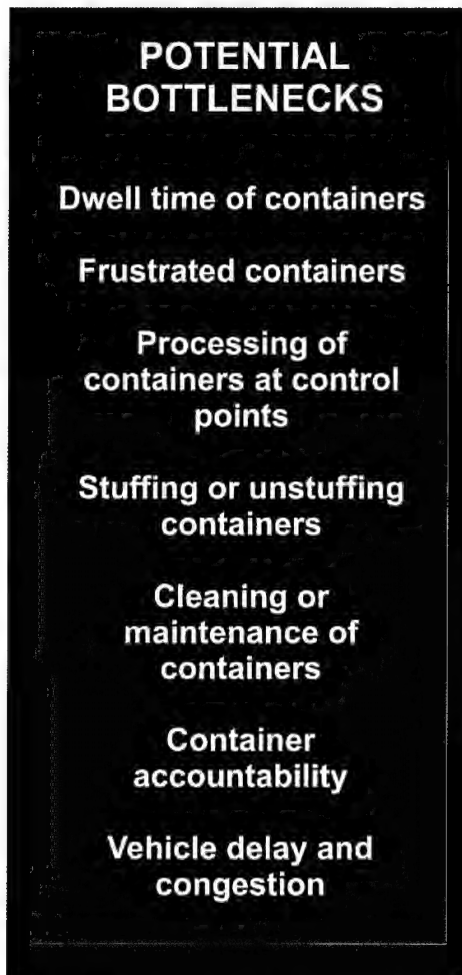 POTENTIAL
BOTTLENECKS
Dwell time of containers
Frustrated containers
Processing of
containers at control
points
Stuffing or unstuffing
containers
Cleaning or
maintenance of
containers
Container
accountability
Vehicle delay and
congestion